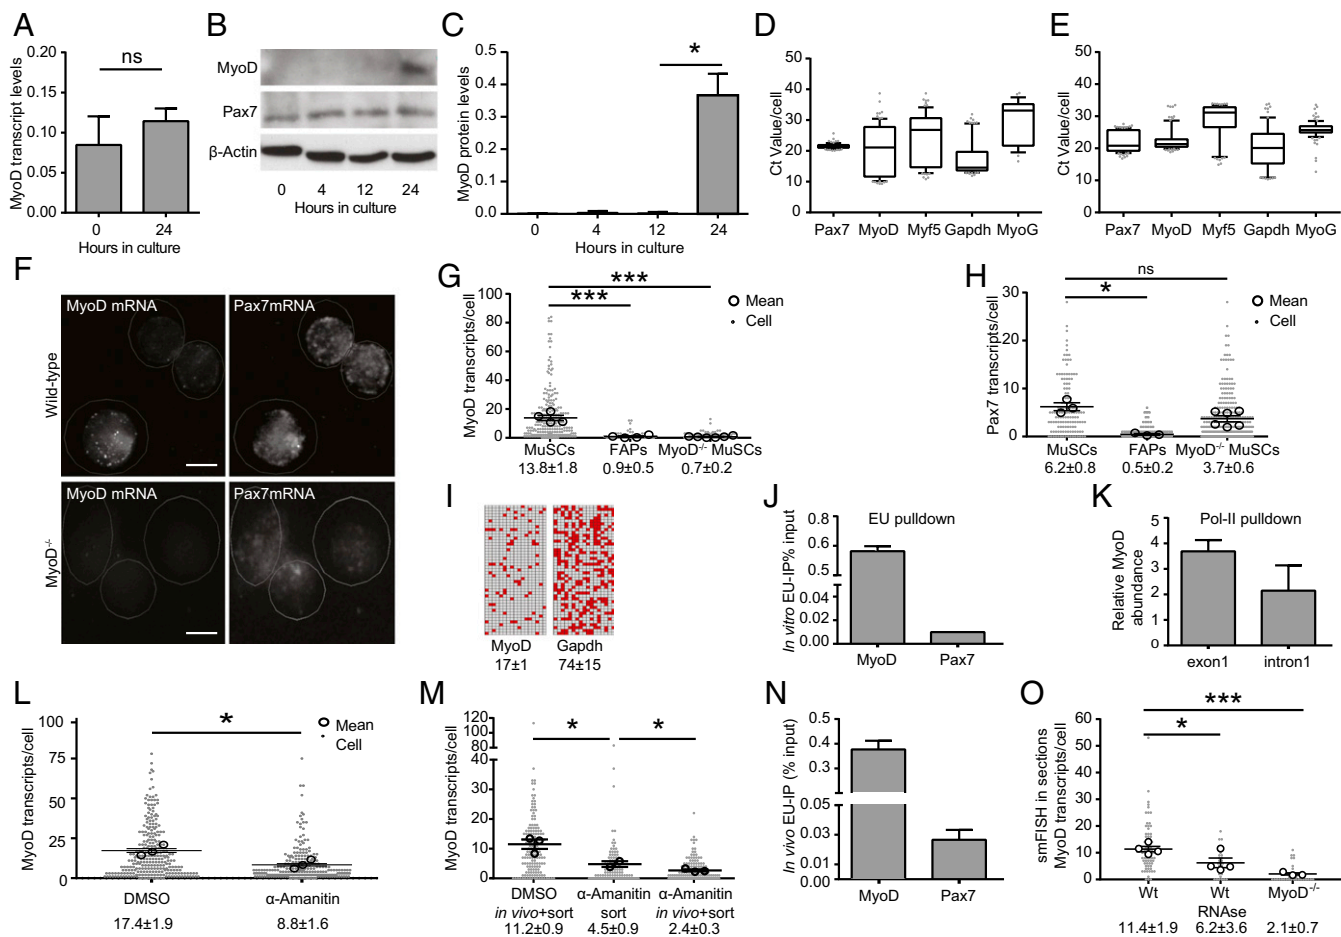 A
MyoD transcript levels
0.20
0.15
0.10
0.05
0.00
ns
0 24
Hours in culture
B
MyoD
Pax7
β-Actin
0 4 12 24
Hours in culture
C
MyoD protein levels
0.5
0.4
0.3
0.2
0.1
0.0
*
0 4 12 24
Hours in culture
D
Ct Value/cell
50
40
30
20
10
0
Pax7 MyoD Myf5 Gapdh MyoG
E
Ct Value/cell
50
40
30
20
10
0
Pax7 MyoD Myf5 Gapdh MyoG
F
Wild-type
MyoD mRNA
Pax7mRNA
MyoD-/-
MyoD mRNA
Pax7mRNA
G
MyoD transcripts/cell
100
80
60
40
20
0
***
***
Mean
Cell
MuSCs FAPs MyoD-/- MuSCs
13.8±1.8 0.9±0.5 0.7±0.2
H
Pax7 transcripts/cell
30
20
10
0
ns
*
Mean
Cell
MuSCs FAPs MyoD-/- MuSCs
6.2±0.8 0.5±0.2 3.7±0.6
I
MyoD Gapdh
17±1 74±15
J
In vitro EU-IP% input
EU pulldown
0.8
0.6
0.5
0.02
0.01
0.00
MyoD Pax7
K
Relative MyoD
abundance
Pol-II pulldown
5
4
3
2
1
0
exon1 intron1
L
MyoD transcripts/cell
100
75
50
25
0
*
Mean
Cell
DMSO α-Amanitin
17.4±1.9 8.8±1.6
M
MyoD transcripts/cell
120
80
50
40
30
20
10
0
* *
DMSO α-Amanitin α-Amanitin
in vivo+sort sort in vivo+sort
11.2±0.9 4.5±0.9 2.4±0.3
N
In vivo EU-IP (% input)
0.5
0.4
0.3
0.05
0.03
0.01
0.00
MyoD Pax7
O
smFISH in sections
MyoD transcripts/cell
60
50
40
30
20
10
0
***
*
Wt Wt MyoD-/-
RNAse
11.4±1.9 6.2±3.6 2.1±0.7